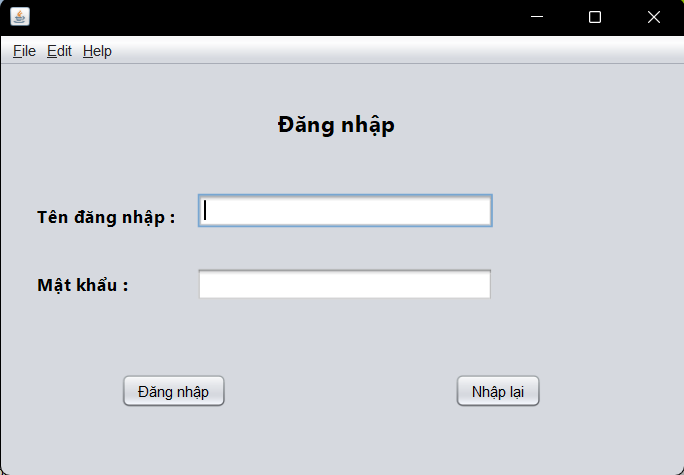 File Edit Help
Đăng nhập
Tên đăng nhập :
Mật khẩu :
Đăng nhập Nhập lại